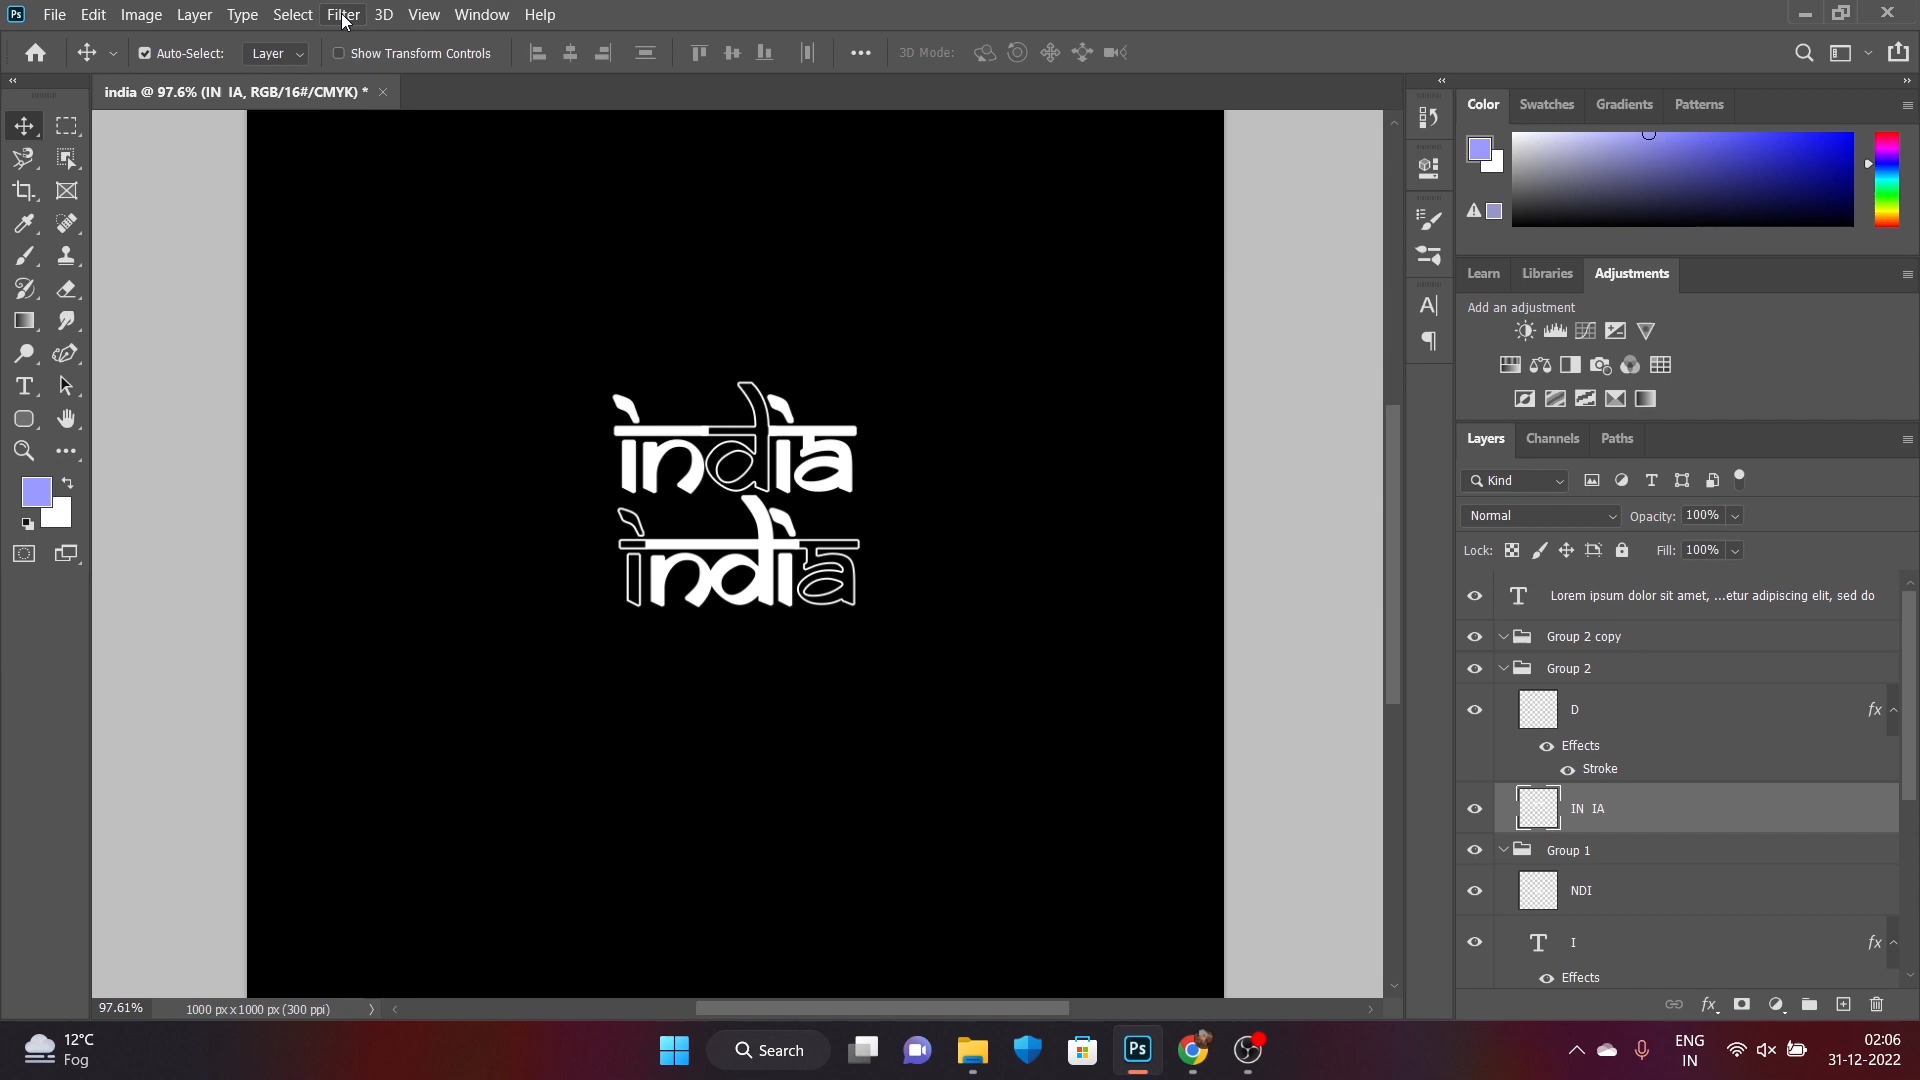 Ps File Edit Image Layer Type Select Filter 3D View Window Help
Auto-Select: Layer Show Transform Controls 3D Mode:
india @ 97.6% (IN IA, RGB/16#/CMYK) *
Color Swatches Gradients Patterns
Learn Libraries Adjustments
Add an adjustment
Layers Channels Paths
Kind
Normal Opacity: 100%
Lock: Fill: 100%
Lorem ipsum dolor sit amet, ...etur adipiscing elit, sed do
Group 2 copy
Group 2
D fx
Effects
Stroke
IN IA
Group 1
NDI
I fx
Effects
india
india
97.61% 1000 px x 1000 px (300 ppi)
12°C
Fog
Search
Ps
ENG
IN
02:06
31-12-2022